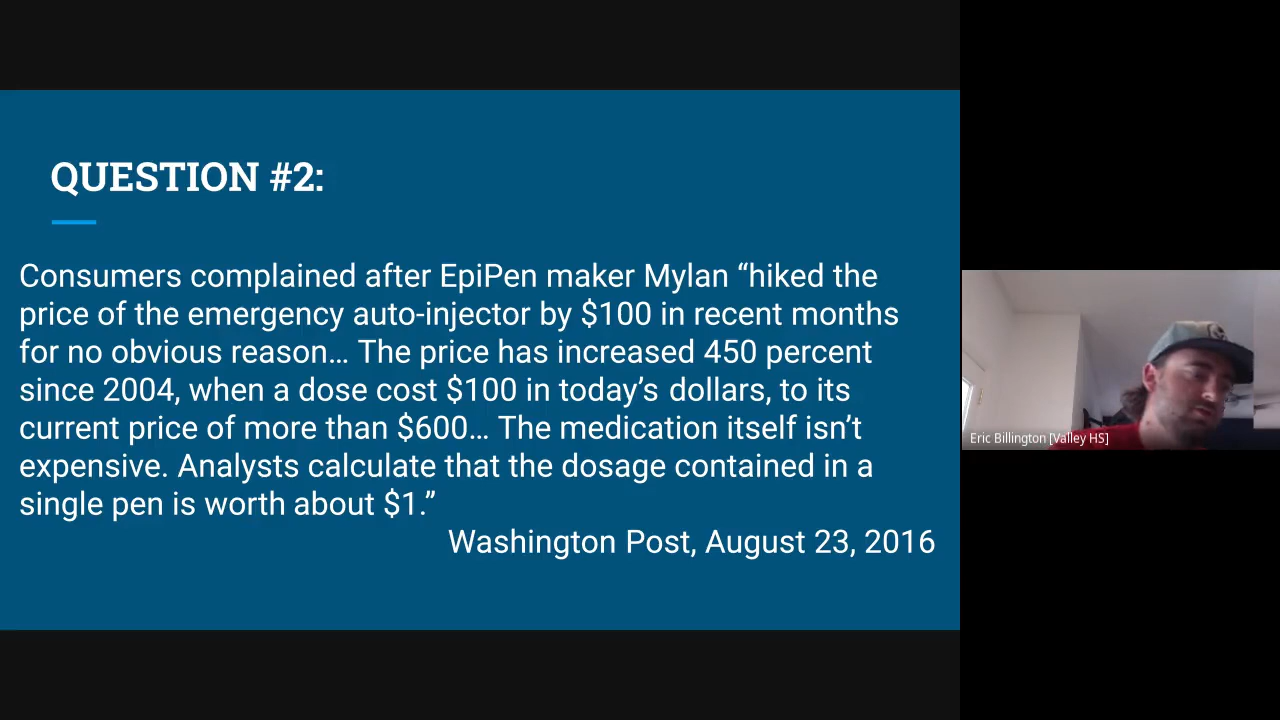 QUESTION #2:
Consumers complained after EpiPen maker Mylan “hiked the
price of the emergency auto-injector by $100 in recent months
for no obvious reason… The price has increased 450 percent
since 2004, when a dose cost $100 in today’s dollars, to its
current price of more than $600… The medication itself isn’t
expensive. Analysts calculate that the dosage contained in a
single pen is worth about $1.”
Washington Post, August 23, 2016
Eric Billington [Valley HS]